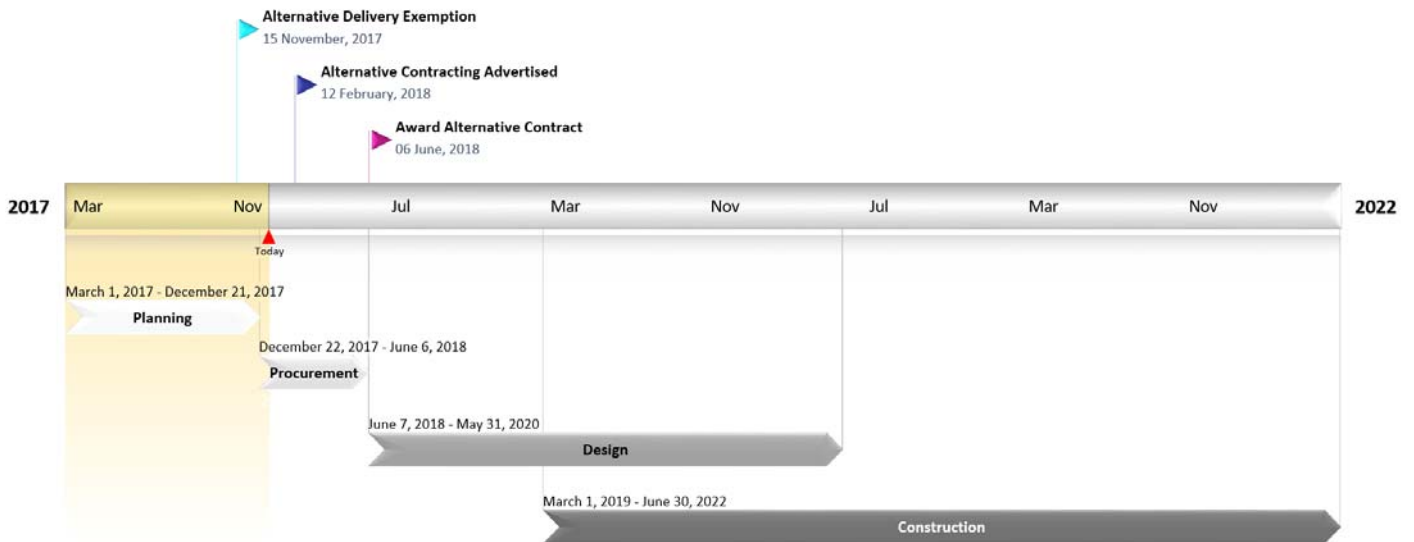 Alternative Delivery Exemption
15 November, 2017
Alternative Contracting Advertised
12 February, 2018
Award Alternative Contract
06 June, 2018
2017 Mar Nov Jul Mar Nov Jul Mar Nov 2022
Today
March 1, 2017 - December 21, 2017
Planning
December 22, 2017 - June 6, 2018
Procurement
June 7, 2018 - May 31, 2020
Design
March 1, 2019 - June 30, 2022
Construction